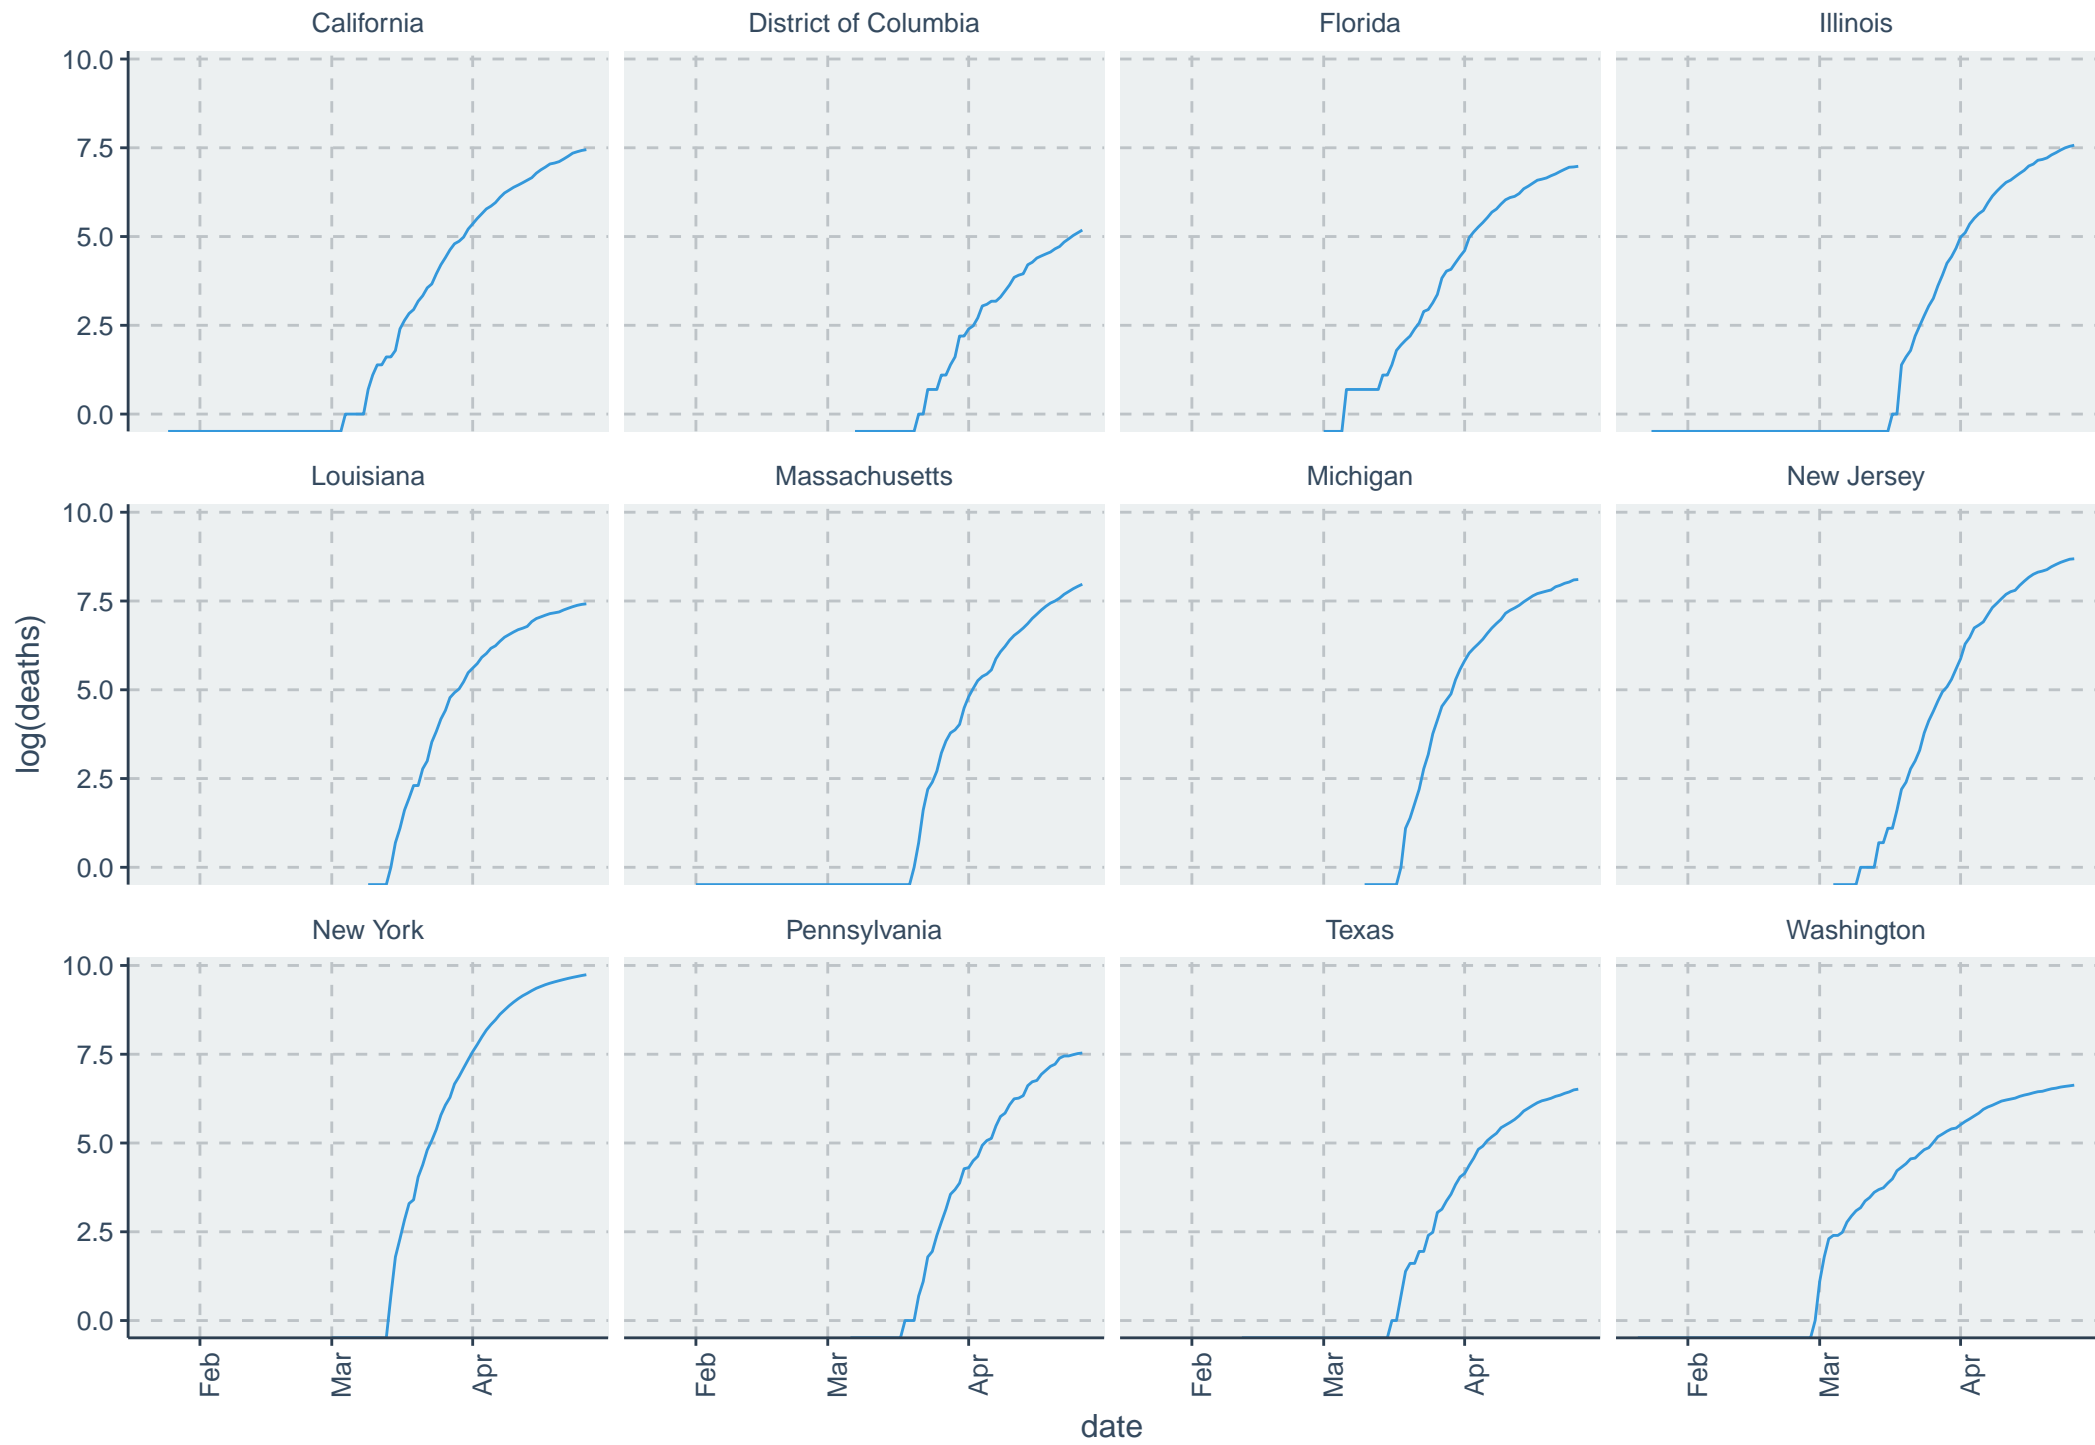 California District of Columbia Florida Illinois
10.0
7.5
5.0
2.5
0.0
Louisiana Massachusetts Michigan New Jersey
10.0
7.5
5.0
2.5
0.0
log(deaths)
New York Pennsylvania Texas Washington
10.0
7.5
5.0
2.5
0.0
Feb Mar Apr Feb Mar Apr Feb Mar Apr Feb Mar Apr
date